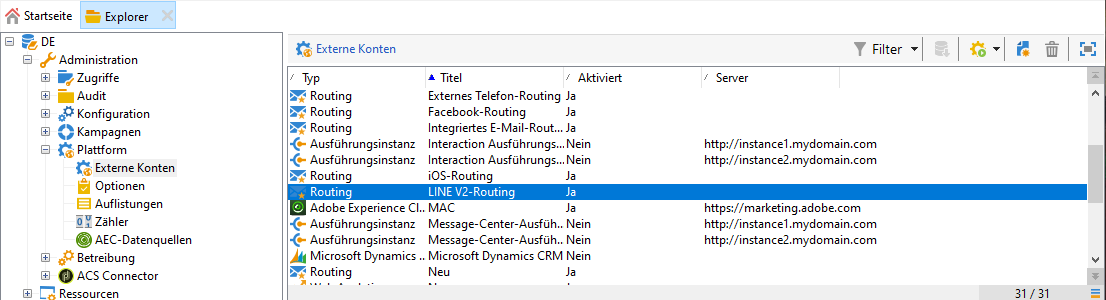 Startseite Explorer
DE
Administration
Zugriffe
Audit
Konfiguration
Kampagnen
Plattform
Externe Konten
Optionen
Auflistungen
Zähler
AEC-Datenquellen
Betreibung
ACS Connector
Ressourcen
Externe Konten Filter
Typ Titel Aktiviert Server
Routing Externes Telefon-Routing Ja
Routing Facebook-Routing Ja
Routing Integriertes E-Mail-Rout... Ja
Ausführungsinstanz Interaction Ausführungs... Nein http://instance1.mydomain.com
Ausführungsinstanz Interaction Ausführungs... Nein http://instance2.mydomain.com
Routing iOS-Routing Ja
Routing LINE V2-Routing Ja
Adobe Experience Cl... MAC Ja https://marketing.adobe.com
Ausführungsinstanz Message-Center-Ausfüh... Nein http://instance1.mydomain.com
Ausführungsinstanz Message-Center-Ausfüh... Nein http://instance2.mydomain.com
Microsoft Dynamics ... Microsoft Dynamics CRM Nein
Routing Neu Ja
31 / 31